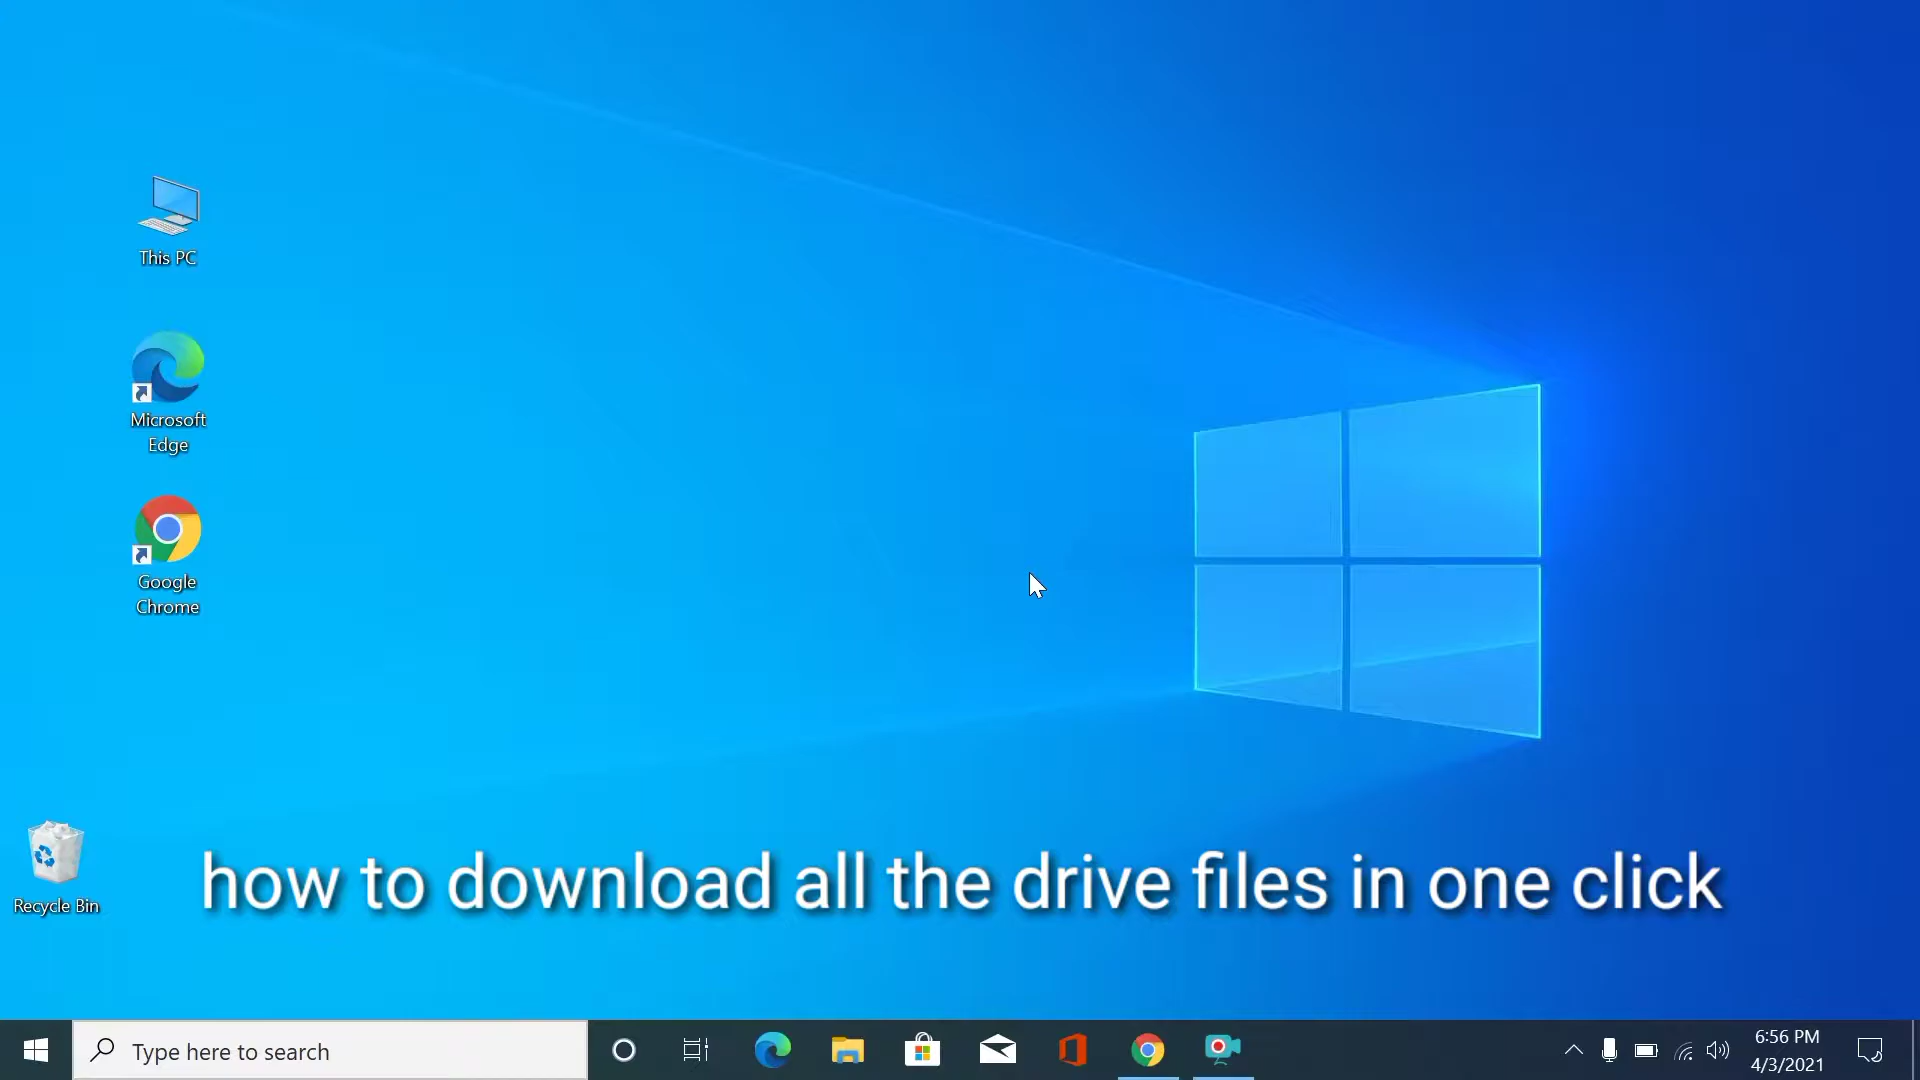 This PC
Microsoft
Edge
Google
Chrome
Recycle Bin
how to download all the drive files in one click
Type here to search
6:56 PM
4/3/2021